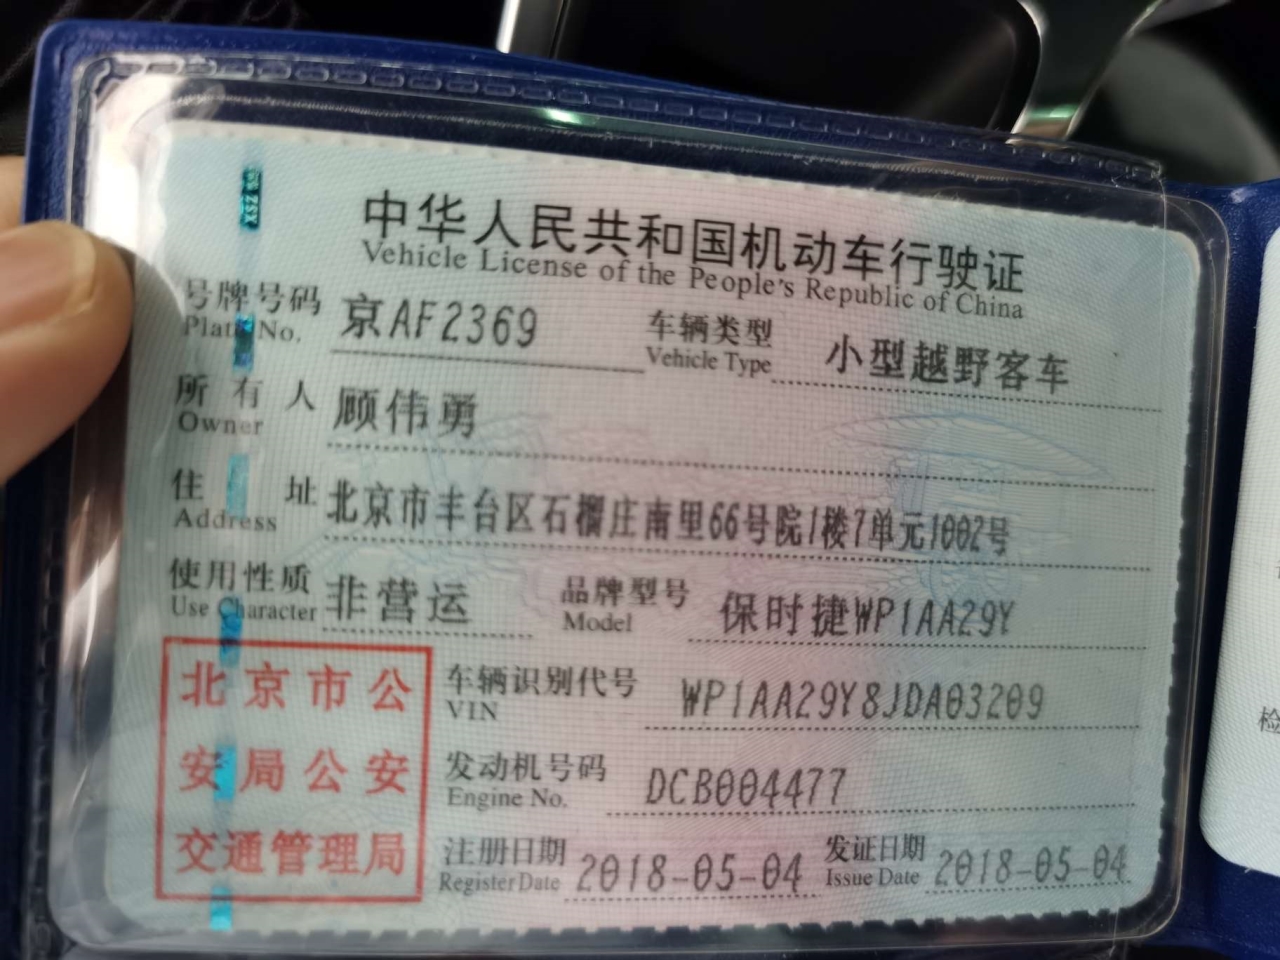 中华人民共和国机动车行驶证
Vehicle License of the People's Republic of China
号牌号码 京AF2369 车辆类型 小型越野客车
Plate No. Vehicle Type
所有人 顾伟勇
Owner
住址 北京市丰台区石榴庄南里66号院1楼7单元1002号
Address
使用性质 非营运 品牌型号 保时捷WP1AA29Y
Use Character Model
北京市公
安局公安
交通管理局
车辆识别代号 WP1AA29Y8JDA03209
VIN
发动机号码 DCB004477
Engine No.
注册日期 2018-05-04 发证日期 2018-05-04
Register Date Issue Date
XSZ
检